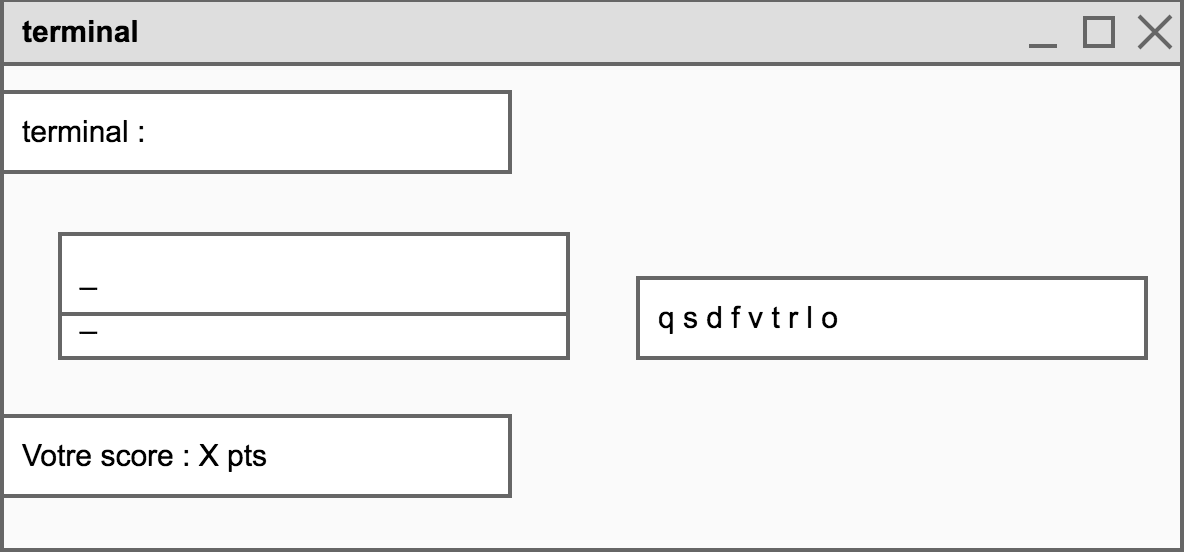 terminal
terminal :
_
_
q s d f v t r l o
Votre score : X pts